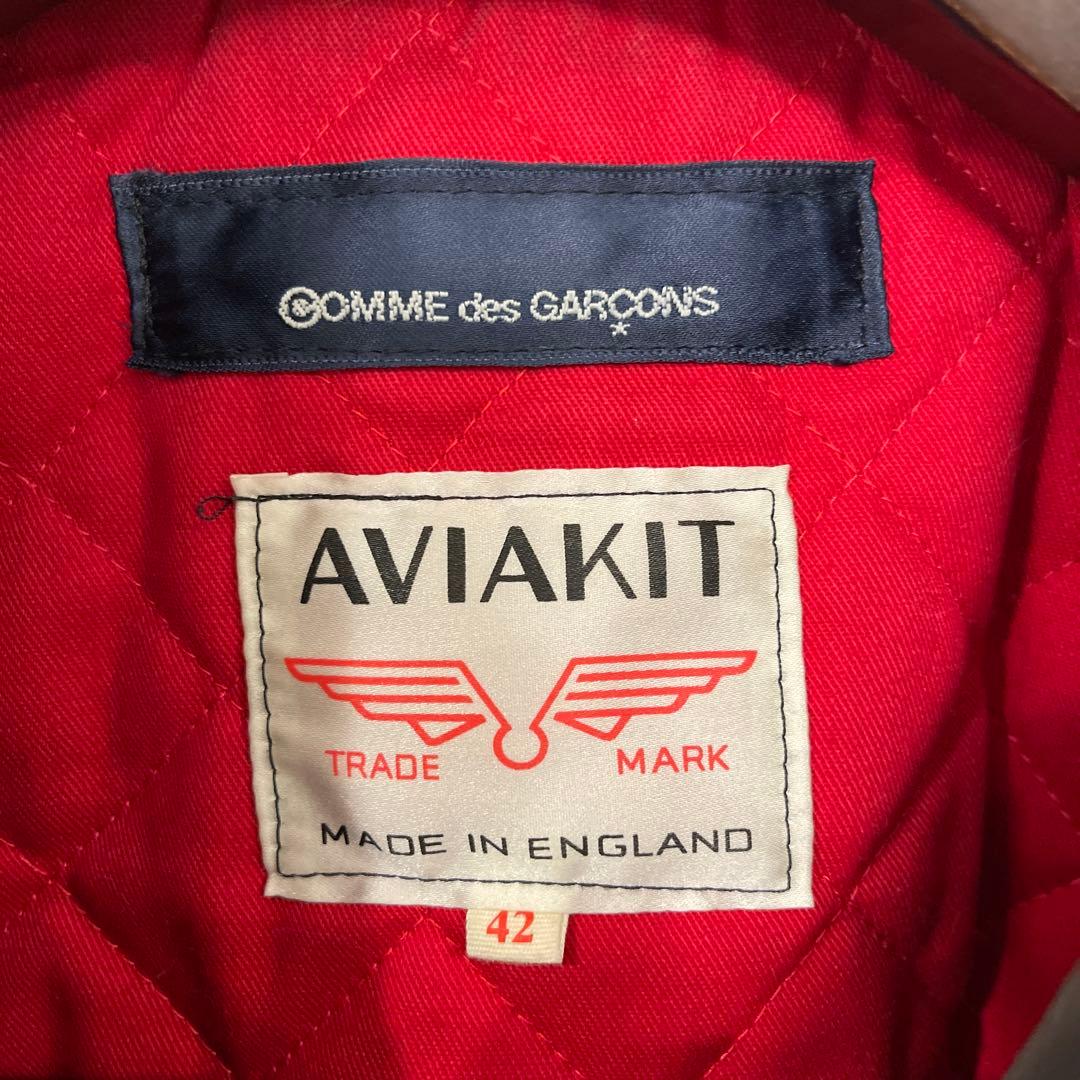 COMME des GARÇONS
AVIAKIT
TRADE MARK
MADE IN ENGLAND
42